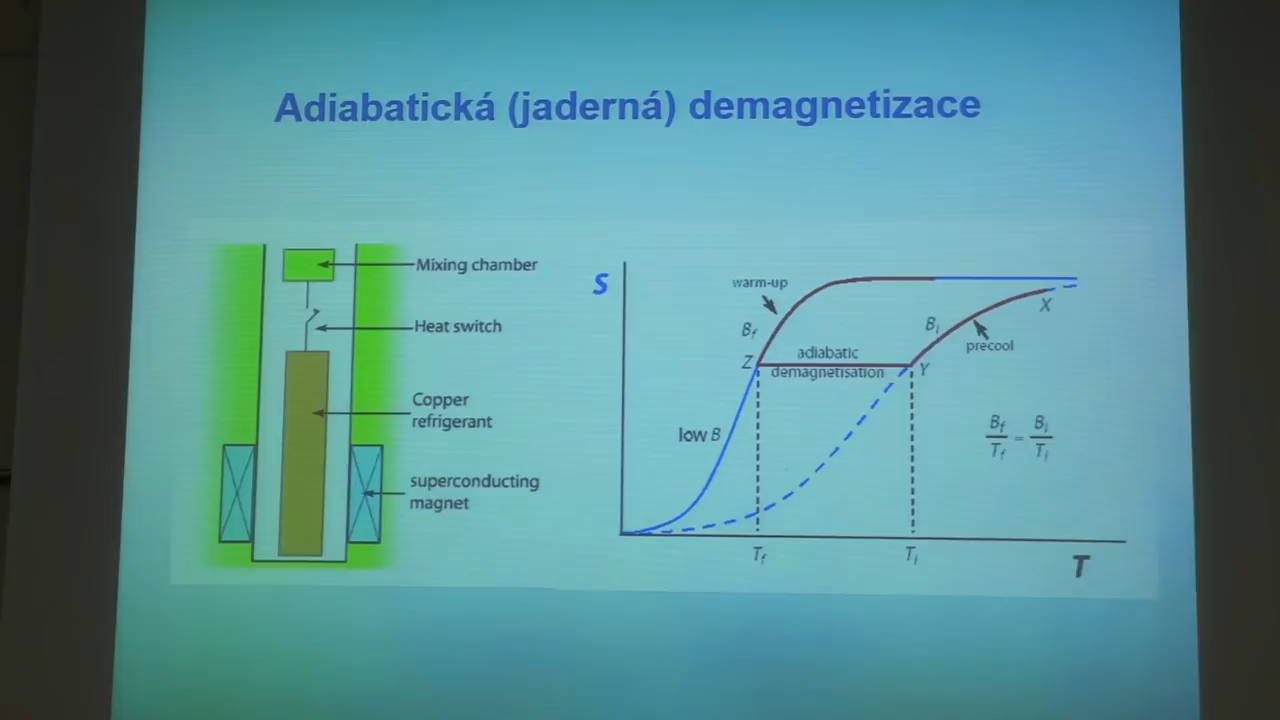 Adiabatická (jaderná) demagnetizace
Mixing chamber
Heat switch
Copper
refrigerant
superconducting
magnet
S
warm-up
Bf
Z
adiabatic
demagnetisation
Bi
X
precool
Y
low B
Bf
Tf
=
Bi
Ti
Tf
Ti
T